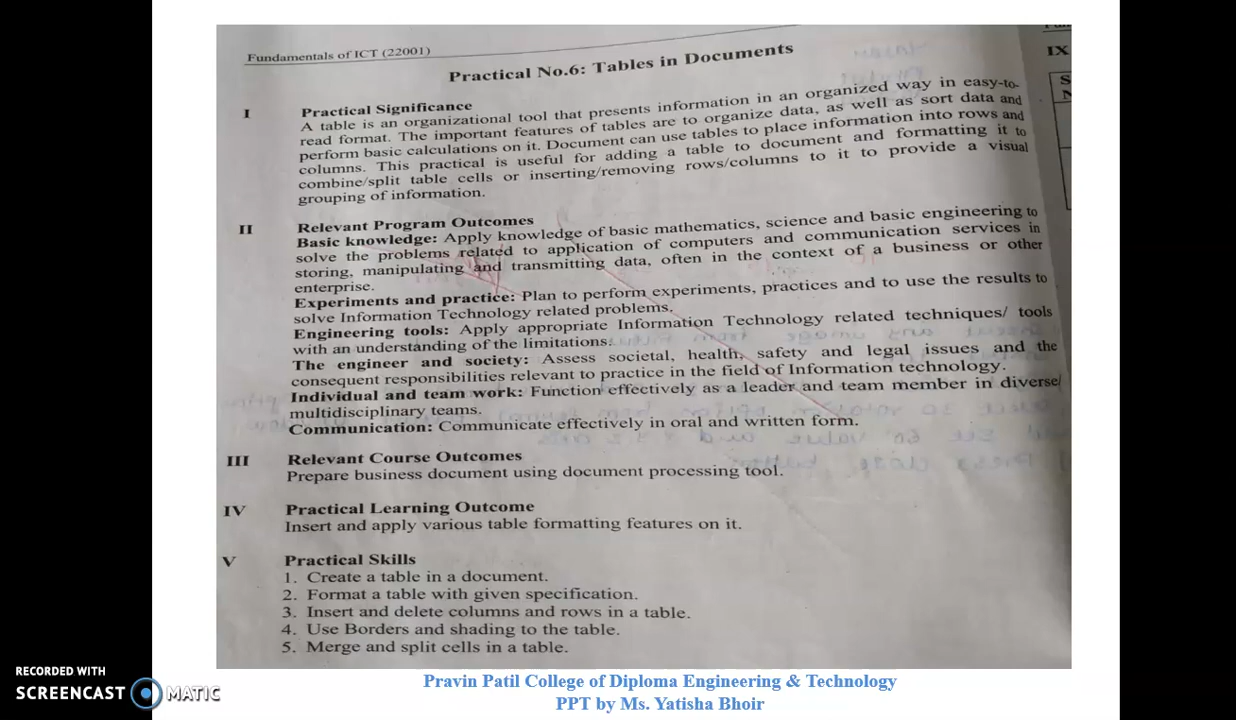 Fundamentals of ICT (22001)
Practical No.6: Tables in Documents
IX
I Practical Significance
A table is an organizational tool that presents information in an organized way in easy-to-
read format. The important features of tables are to organize data, as well as sort data and
perform basic calculations on it. Document can use tables to place information into rows and
columns. This practical is useful for adding a table to document and formatting it to
combine/split table cells or inserting/removing rows/columns to it to provide a visual
grouping of information.
II Relevant Program Outcomes
Basic knowledge: Apply knowledge of basic mathematics, science and basic engineering to
solve the problems related to application of computers and communication services in
storing, manipulating and transmitting data, often in the context of a business or other
enterprise.
Experiments and practice: Plan to perform experiments, practices and to use the results to
solve Information Technology related problems.
Engineering tools: Apply appropriate Information Technology related techniques/ tools
with an understanding of the limitations.
The engineer and society: Assess societal, health, safety and legal issues and the
consequent responsibilities relevant to practice in the field of Information technology.
Individual and team work: Function effectively as a leader and team member in diverse/
multidisciplinary teams.
Communication: Communicate effectively in oral and written form.
III Relevant Course Outcomes
Prepare business document using document processing tool.
IV Practical Learning Outcome
Insert and apply various table formatting features on it.
V Practical Skills
1. Create a table in a document.
2. Format a table with given specification.
3. Insert and delete columns and rows in a table.
4. Use Borders and shading to the table.
5. Merge and split cells in a table.
RECORDED WITH
SCREENCAST MATIC
Pravin Patil College of Diploma Engineering & Technology
PPT by Ms. Yatisha Bhoir